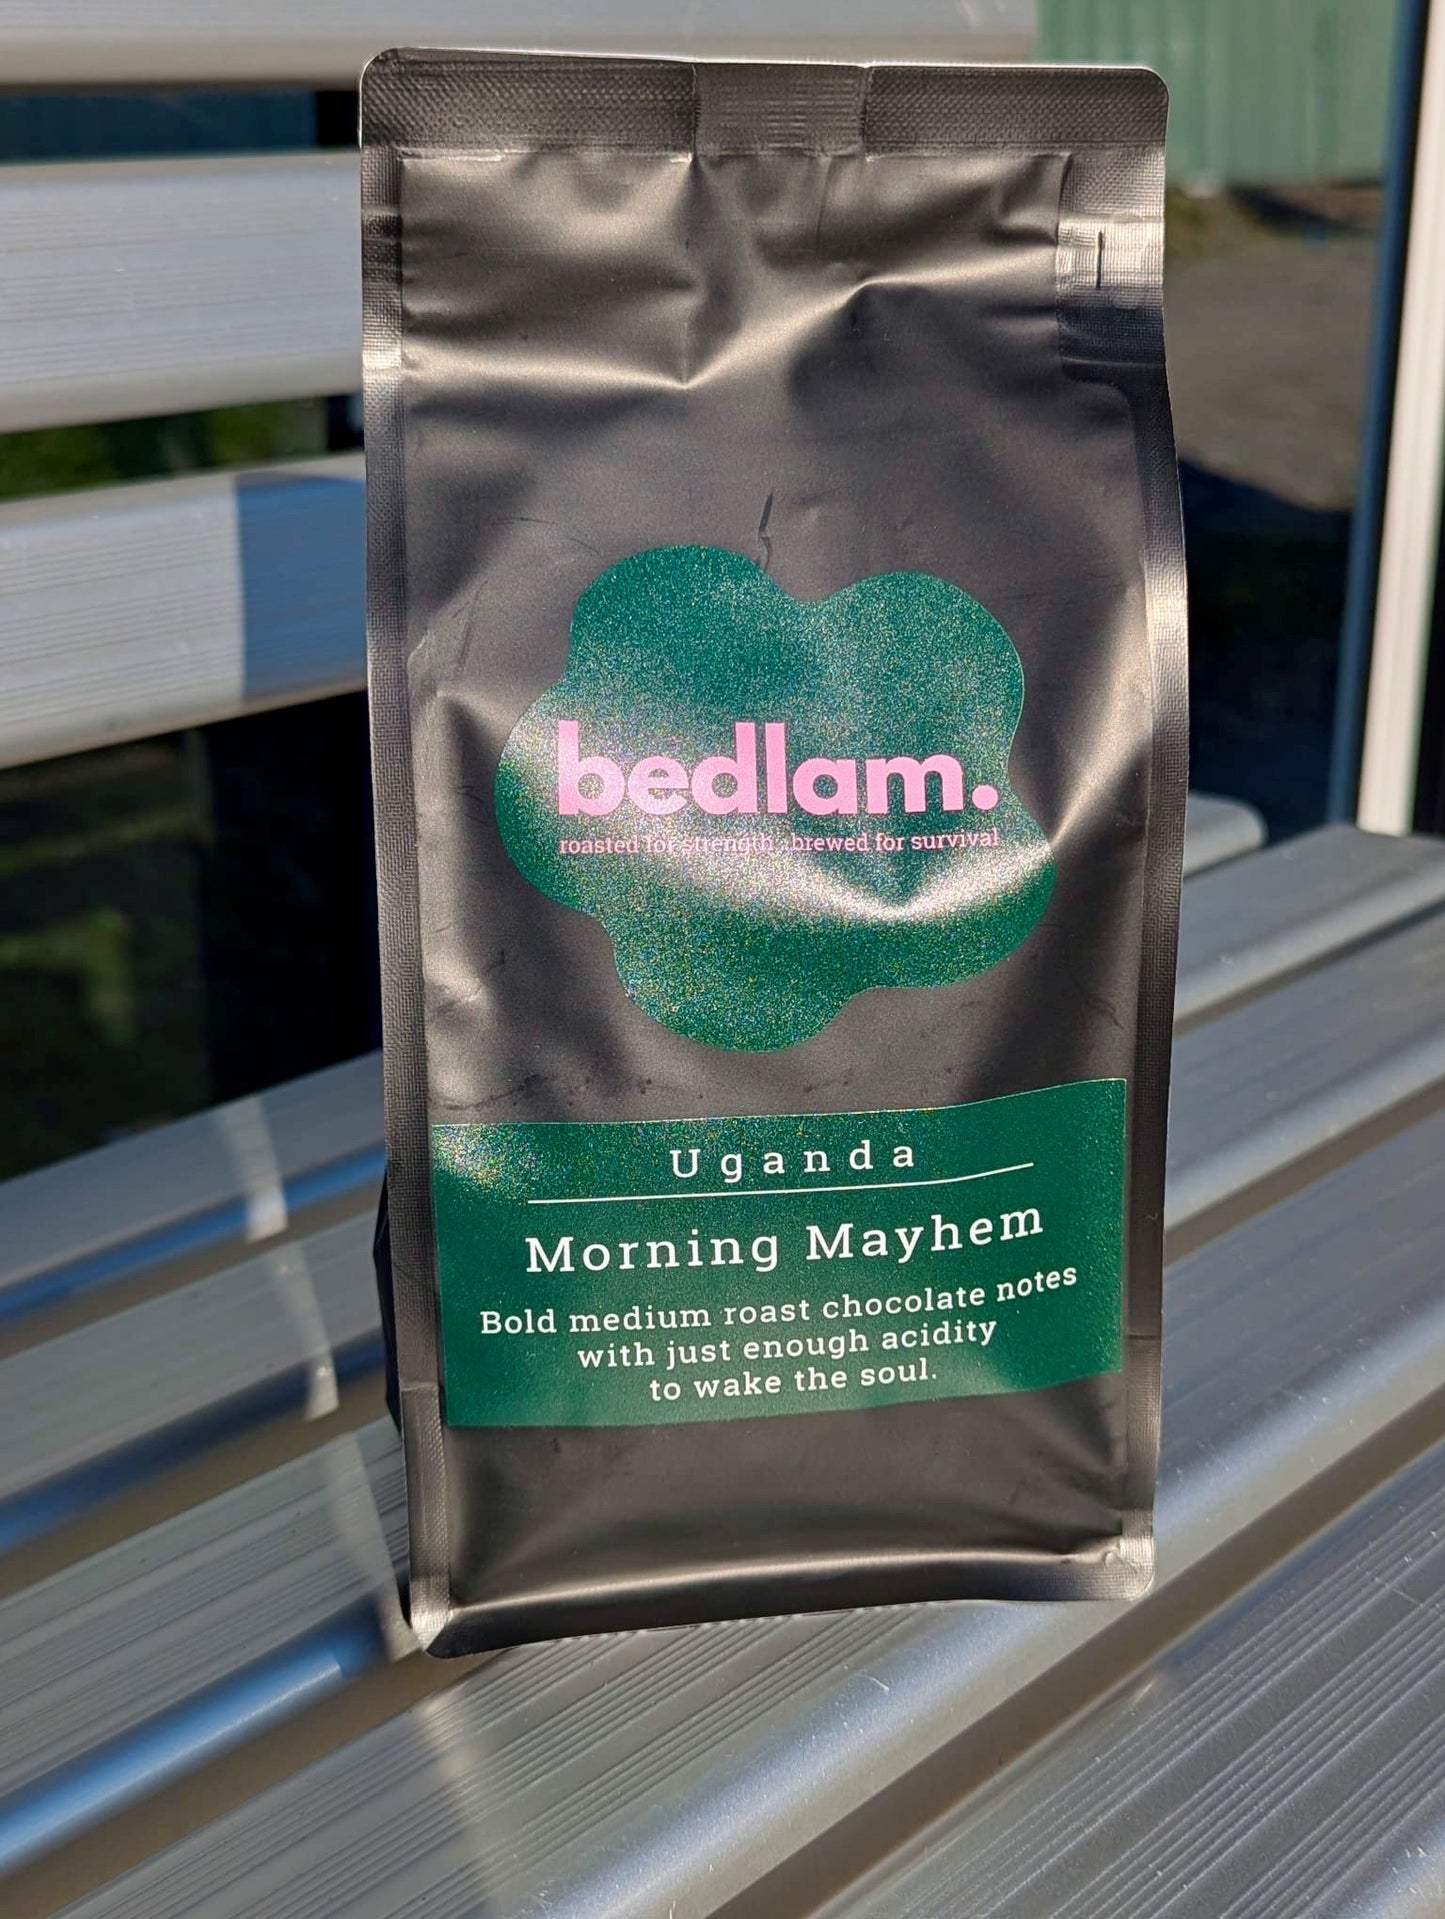 bedlam.
roasted for strength..brewed for survival
Uganda
Morning Mayhem
Bold medium roast chocolate notes
with just enough acidity
to wake the soul.